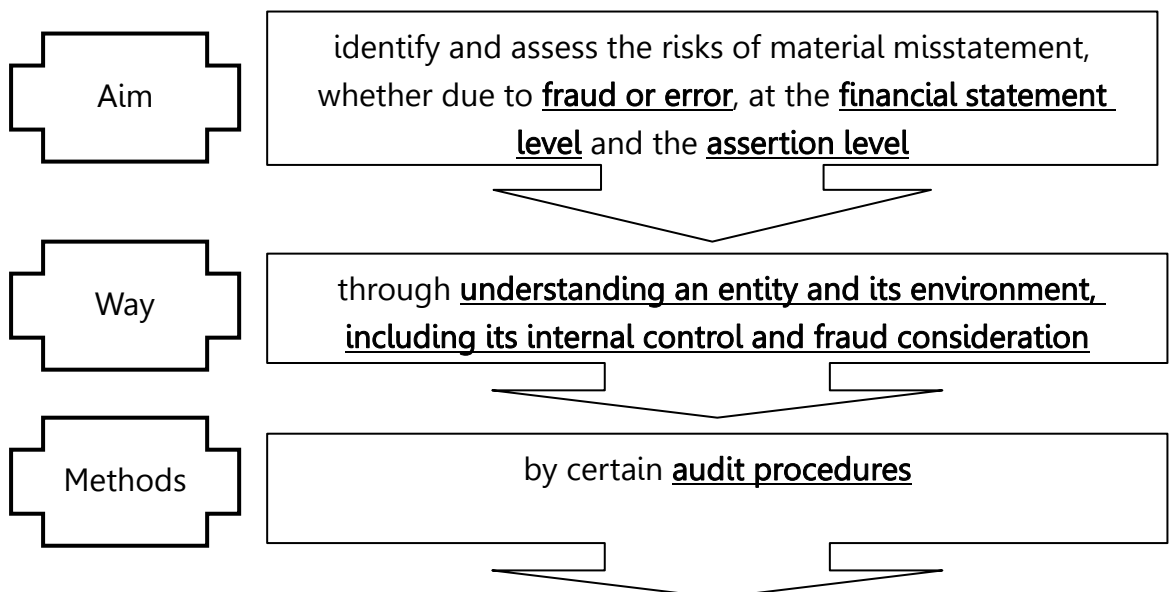 Aim
identify and assess the risks of material misstatement,
whether due to fraud or error, at the financial statement
level and the assertion level
Way
through understanding an entity and its environment,
including its internal control and fraud consideration
Methods
by certain audit procedures